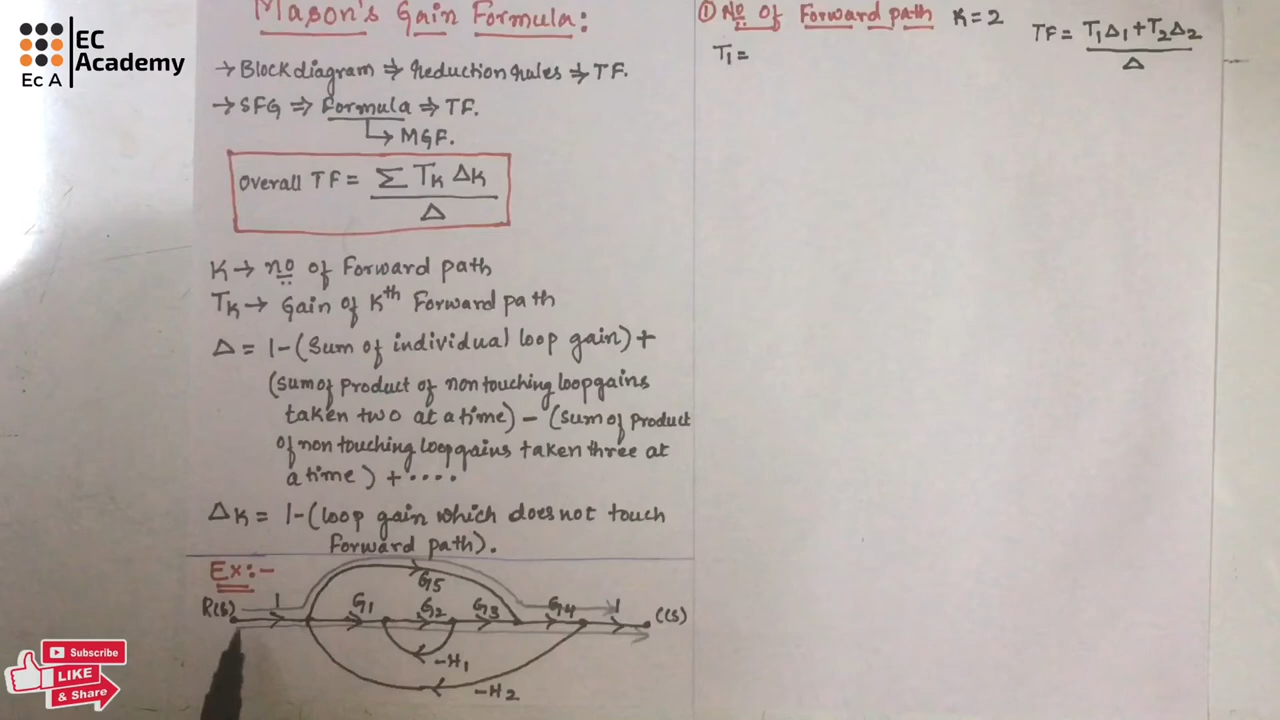 EC
Academy
Ec A
Mason's Gain Formula:
→ Block diagram ⇒ Reduction rules ⇒ TF.
→ SFG ⇒ Formula ⇒ TF.
→ MGF.
Overall TF = Σ TK ΔK
Δ
K → no of Forward path
TK → Gain of Kth Forward path
Δ = 1-(Sum of individual loop gain) +
(sum of product of non touching loop gains
taken two at a time) - (sum of product
of non touching loop gains taken three at
a time) + ....
ΔK = 1-(loop gain which does not touch
Forward path).
Ex:-
G5
R(S) 1 G1 G2 G3 G4 1 C(S)
-H1
-H2
① No of Forward path K=2
TF = T1Δ1+T2Δ2
Δ
T1 =
Subscribe
LIKE
& Share